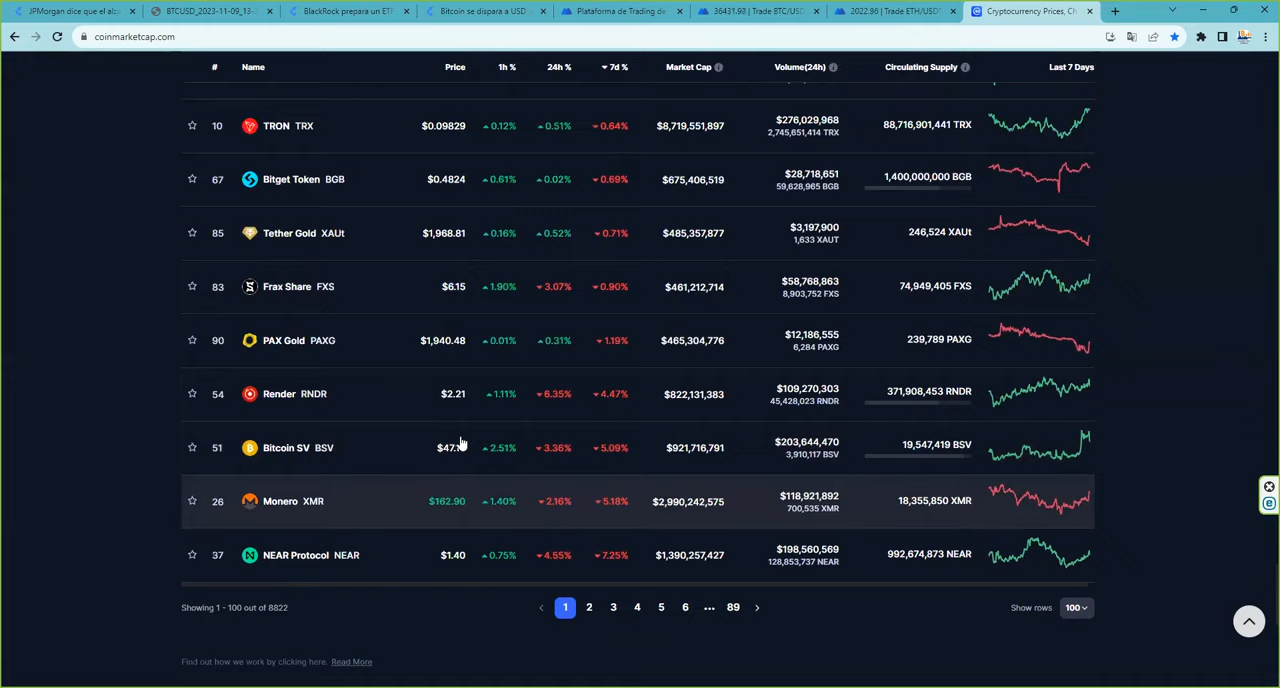 JPMorgan dice que el alza
BTCUSD_2023-11-09_13-
BlackRock prepara un ETF
Bitcoin se dispara a USD
Plataforma de Trading de
36431.98 | Trade BTC/USD
2022.96 | Trade ETH/USDT
Cryptocurrency Prices, Ch
coinmarketcap.com
# Name Price 1h % 24h % 7d % Market Cap Volume(24h) Circulating Supply Last 7 Days
10 TRON TRX $0.09829 0.12% 0.51% 0.64% $8,719,551,897 $276,029,968 88,716,901,441 TRX
2,745,651,414 TRX
67 Bitget Token BGB $0.4824 0.61% 0.02% 0.69% $675,406,519 $28,718,651 1,400,000,000 BGB
59,628,965 BGB
85 Tether Gold XAUt $1,968.81 0.16% 0.52% 0.71% $485,357,877 $3,197,900 246,524 XAUt
1,633 XAUT
83 Frax Share FXS $6.15 1.90% 3.07% 0.90% $461,212,714 $58,768,863 74,949,405 FXS
8,903,752 FXS
90 PAX Gold PAXG $1,940.48 0.01% 0.31% 1.19% $465,304,776 $12,186,555 239,789 PAXG
6,284 PAXG
54 Render RNDR $2.21 1.11% 6.35% 4.47% $822,131,383 $109,270,303 371,908,453 RNDR
45,428,023 RNDR
51 Bitcoin SV BSV 2.51% 3.36% 5.09% $921,716,791 $203,644,470 19,547,419 BSV
3,910,117 BSV
26 Monero XMR $162.90 1.40% 2.16% 5.18% $2,990,242,575 $118,921,892 18,355,850 XMR
700,535 XMR
37 NEAR Protocol NEAR $1.40 0.75% 4.55% 7.25% $1,390,257,427 $198,560,569 992,674,873 NEAR
128,853,737 NEAR
Showing 1 - 100 out of 8822
1 2 3 4 5 6 ... 89
Show rows 100
Find out how we work by clicking here. Read More